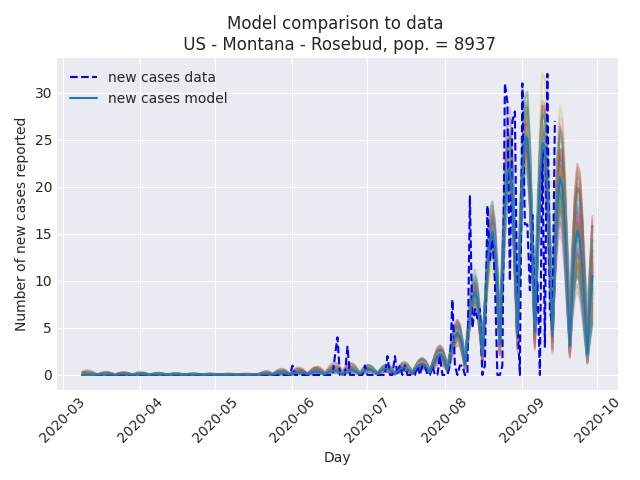 Model comparison to data
US - Montana - Rosebud, pop. = 8937
new cases data
new cases model
Number of new cases reported
30
25
20
15
10
5
0
2020-03
2020-04
2020-05
2020-06
2020-07
2020-08
2020-09
2020-10
Day